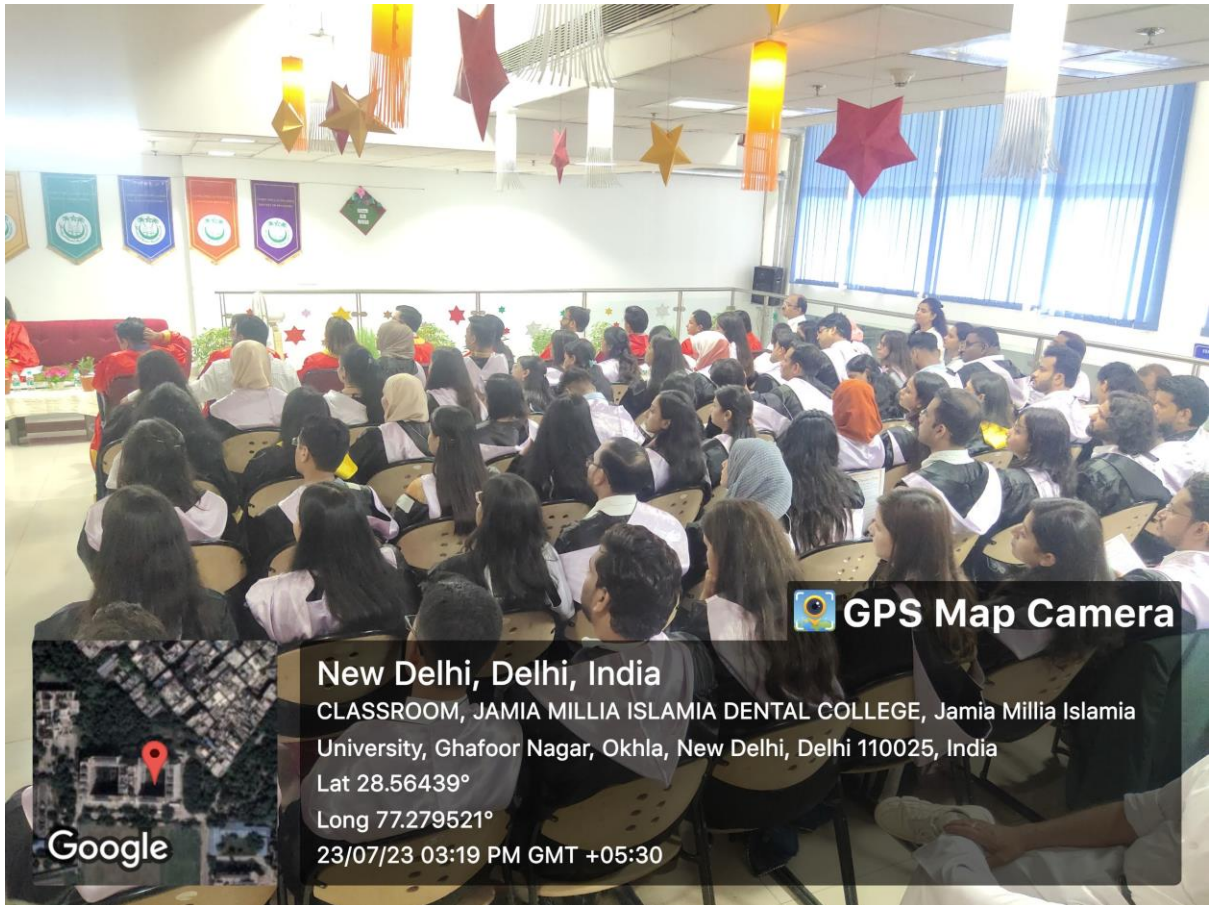 GPS Map Camera
New Delhi, Delhi, India
CLASSROOM, JAMIA MILLIA ISLAMIA DENTAL COLLEGE, Jamia Millia Islamia
University, Ghafoor Nagar, Okhla, New Delhi, Delhi 110025, India
Lat 28.56439°
Long 77.279521°
23/07/23 03:19 PM GMT +05:30
Google